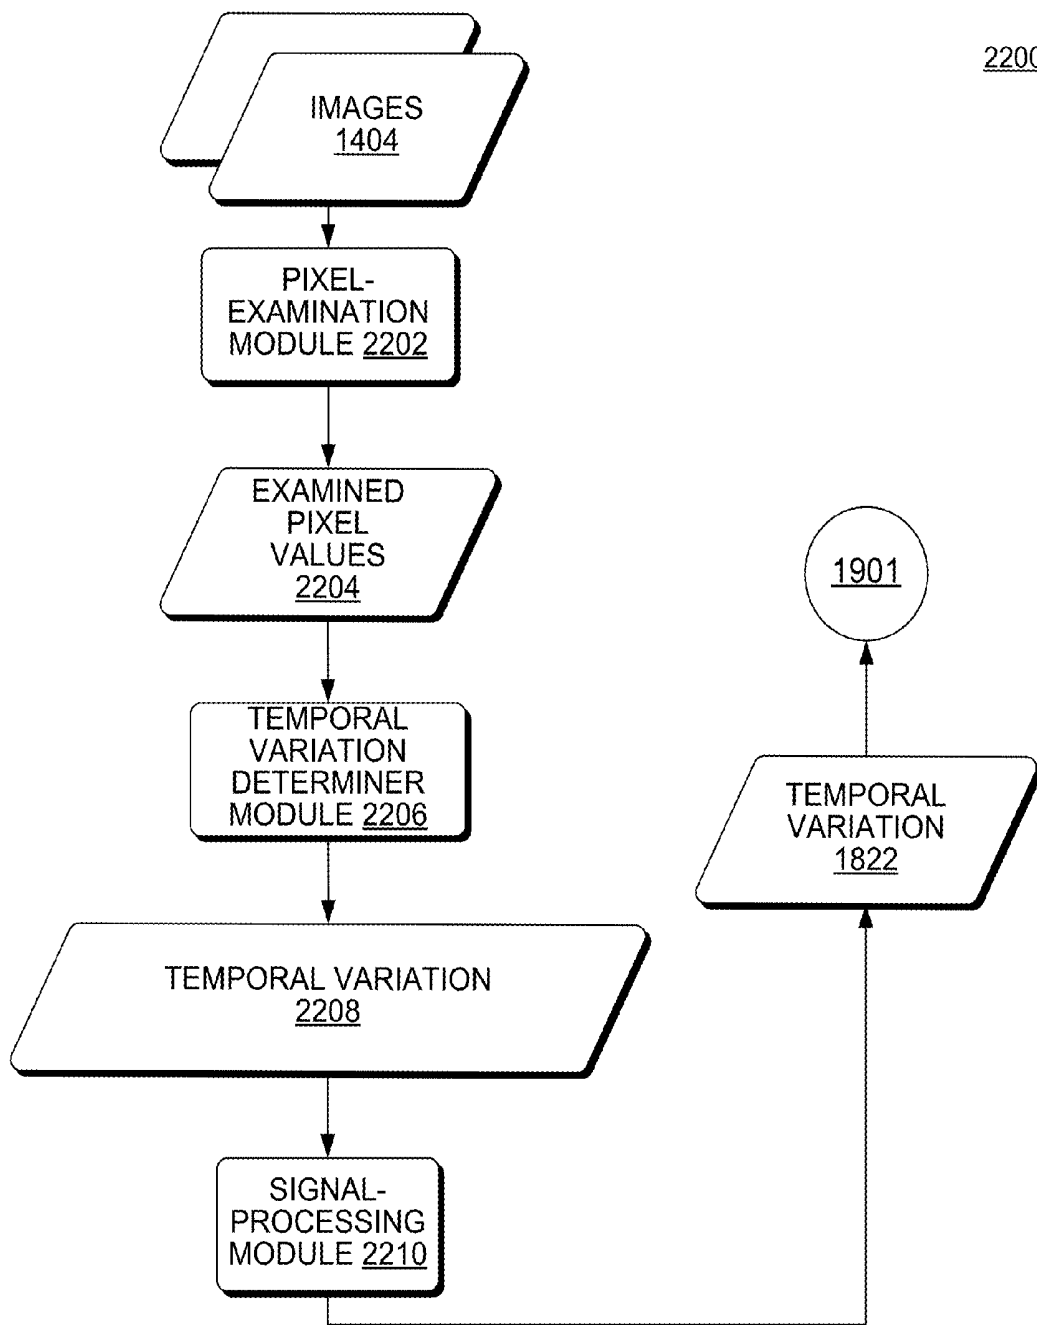 2200
IMAGES
1404
PIXEL-
EXAMINATION
MODULE 2202
EXAMINED
PIXEL
VALUES
2204
TEMPORAL
VARIATION
DETERMINER
MODULE 2206
TEMPORAL VARIATION
2208
SIGNAL-
PROCESSING
MODULE 2210
TEMPORAL
VARIATION
1822
1901